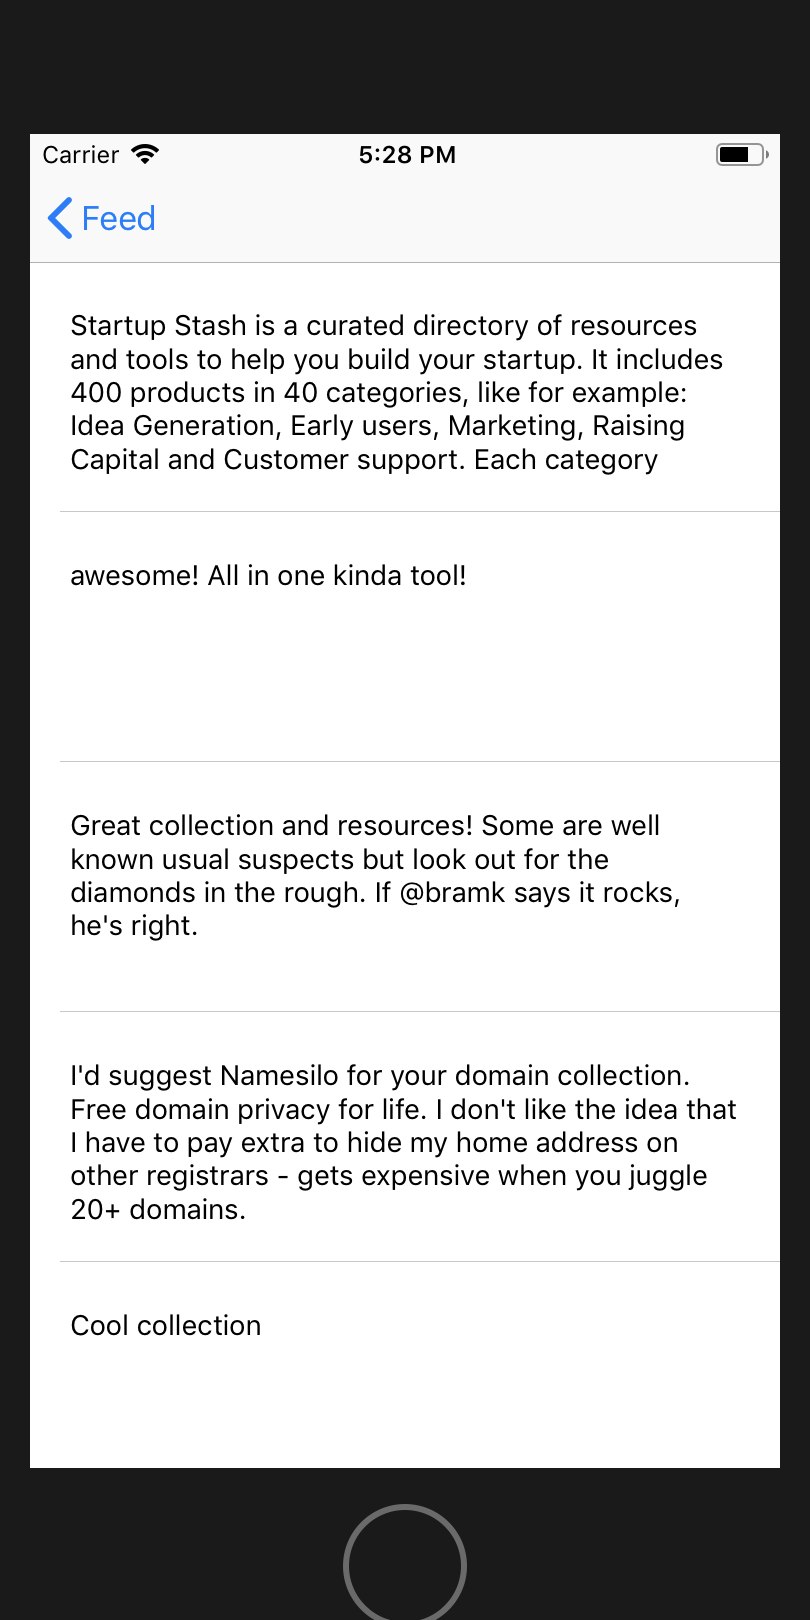 Carrier
5:28 PM
Feed
Startup Stash is a curated directory of resources
and tools to help you build your startup. It includes
400 products in 40 categories, like for example:
Idea Generation, Early users, Marketing, Raising
Capital and Customer support. Each category
awesome! All in one kinda tool!
Great collection and resources! Some are well
known usual suspects but look out for the
diamonds in the rough. If @bramk says it rocks,
he's right.
I'd suggest Namesilo for your domain collection.
Free domain privacy for life. I don't like the idea that
I have to pay extra to hide my home address on
other registrars - gets expensive when you juggle
20+ domains.
Cool collection